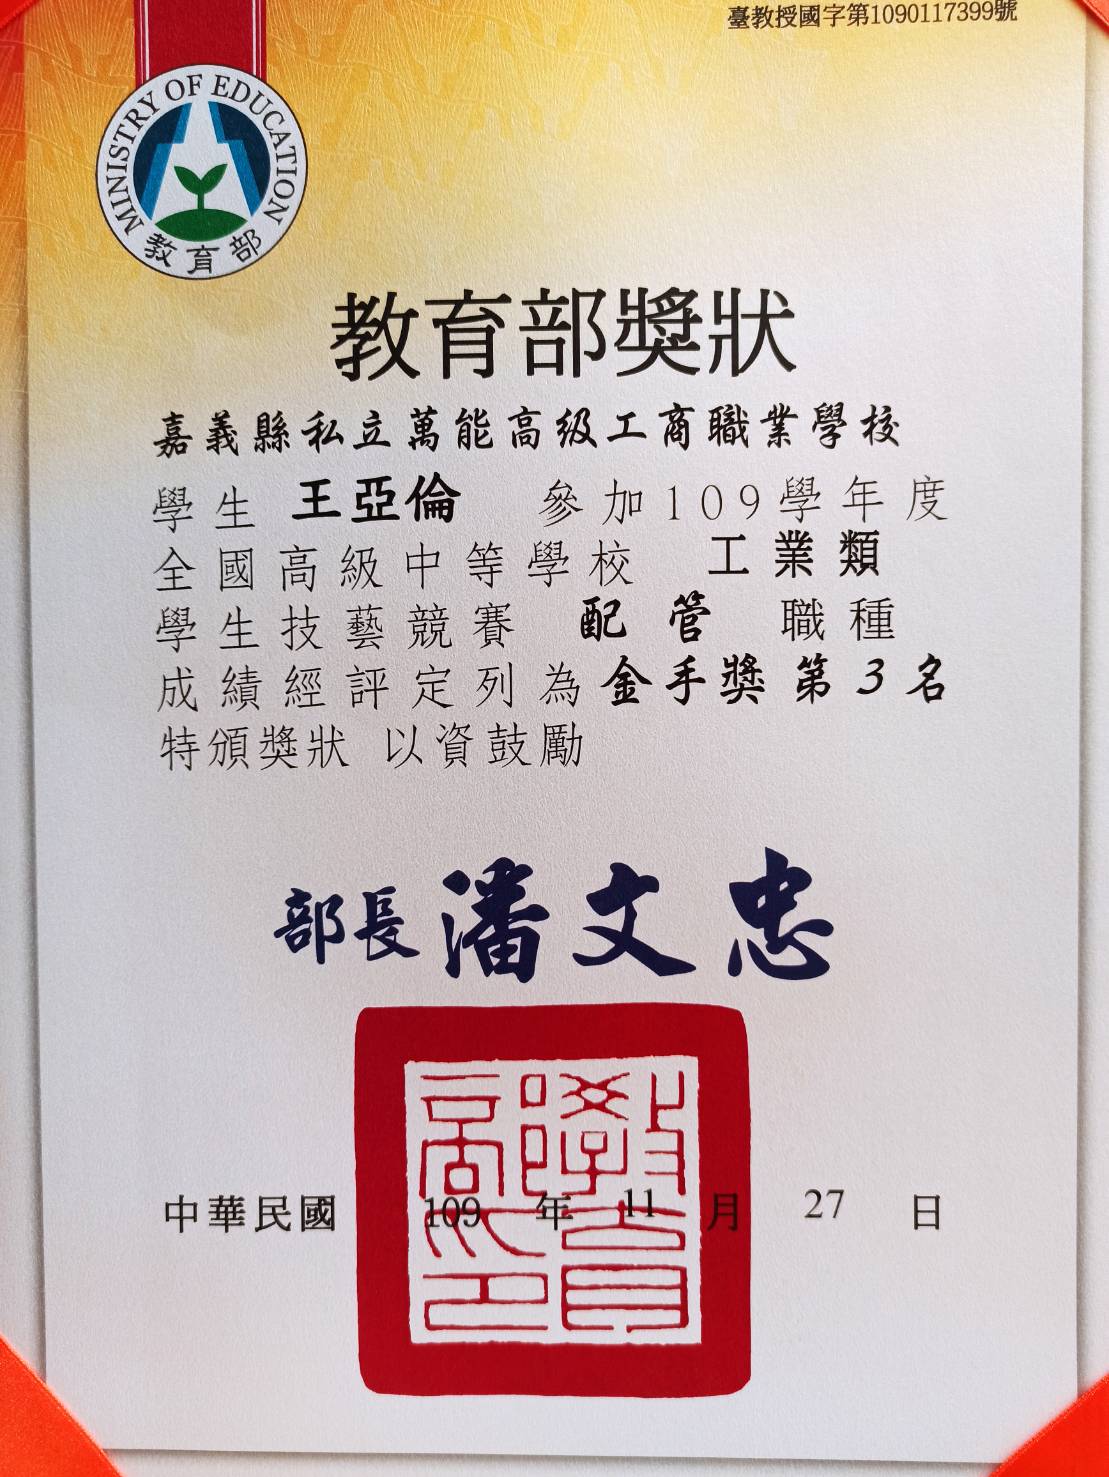 臺教授國字第1090117399號
MINISTRY OF EDUCATION
教育部
教育部獎狀
嘉義縣私立萬能高級工商職業學校
學生 王亞倫 參加109學年度
全國高級中等學校 工業類
學生技藝競賽 配管 職種
成績經評定列為金手獎第3名
特頒獎狀 以資鼓勵
部長 潘文忠
教育部印
中華民國 109 年 11 月 27 日